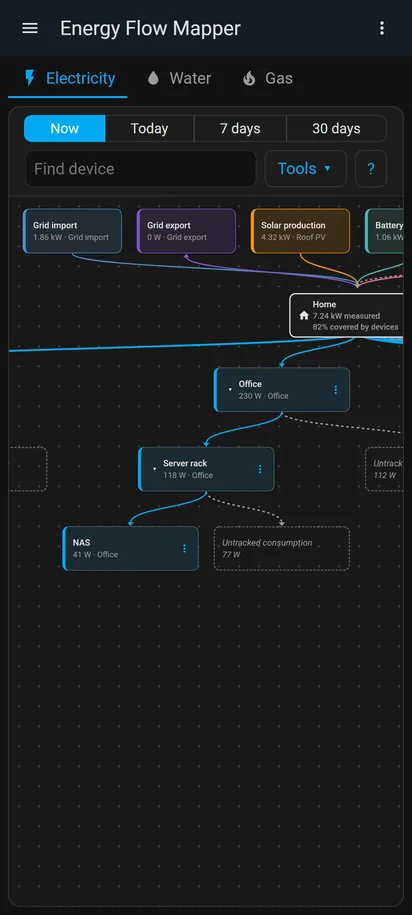 Energy Flow Mapper
Electricity
Water
Gas
Now
Today
7 days
30 days
Find device
Tools
?
Grid import
1.86 kW · Grid import
Grid export
0 W · Grid export
Solar production
4.32 kW · Roof PV
Battery
1.06 kW
Home
7.24 kW measured
82% covered by devices
Office
230 W · Office
Server rack
118 W · Office
Untrack
112 W
NAS
41 W · Office
Untracked consumption
77 W